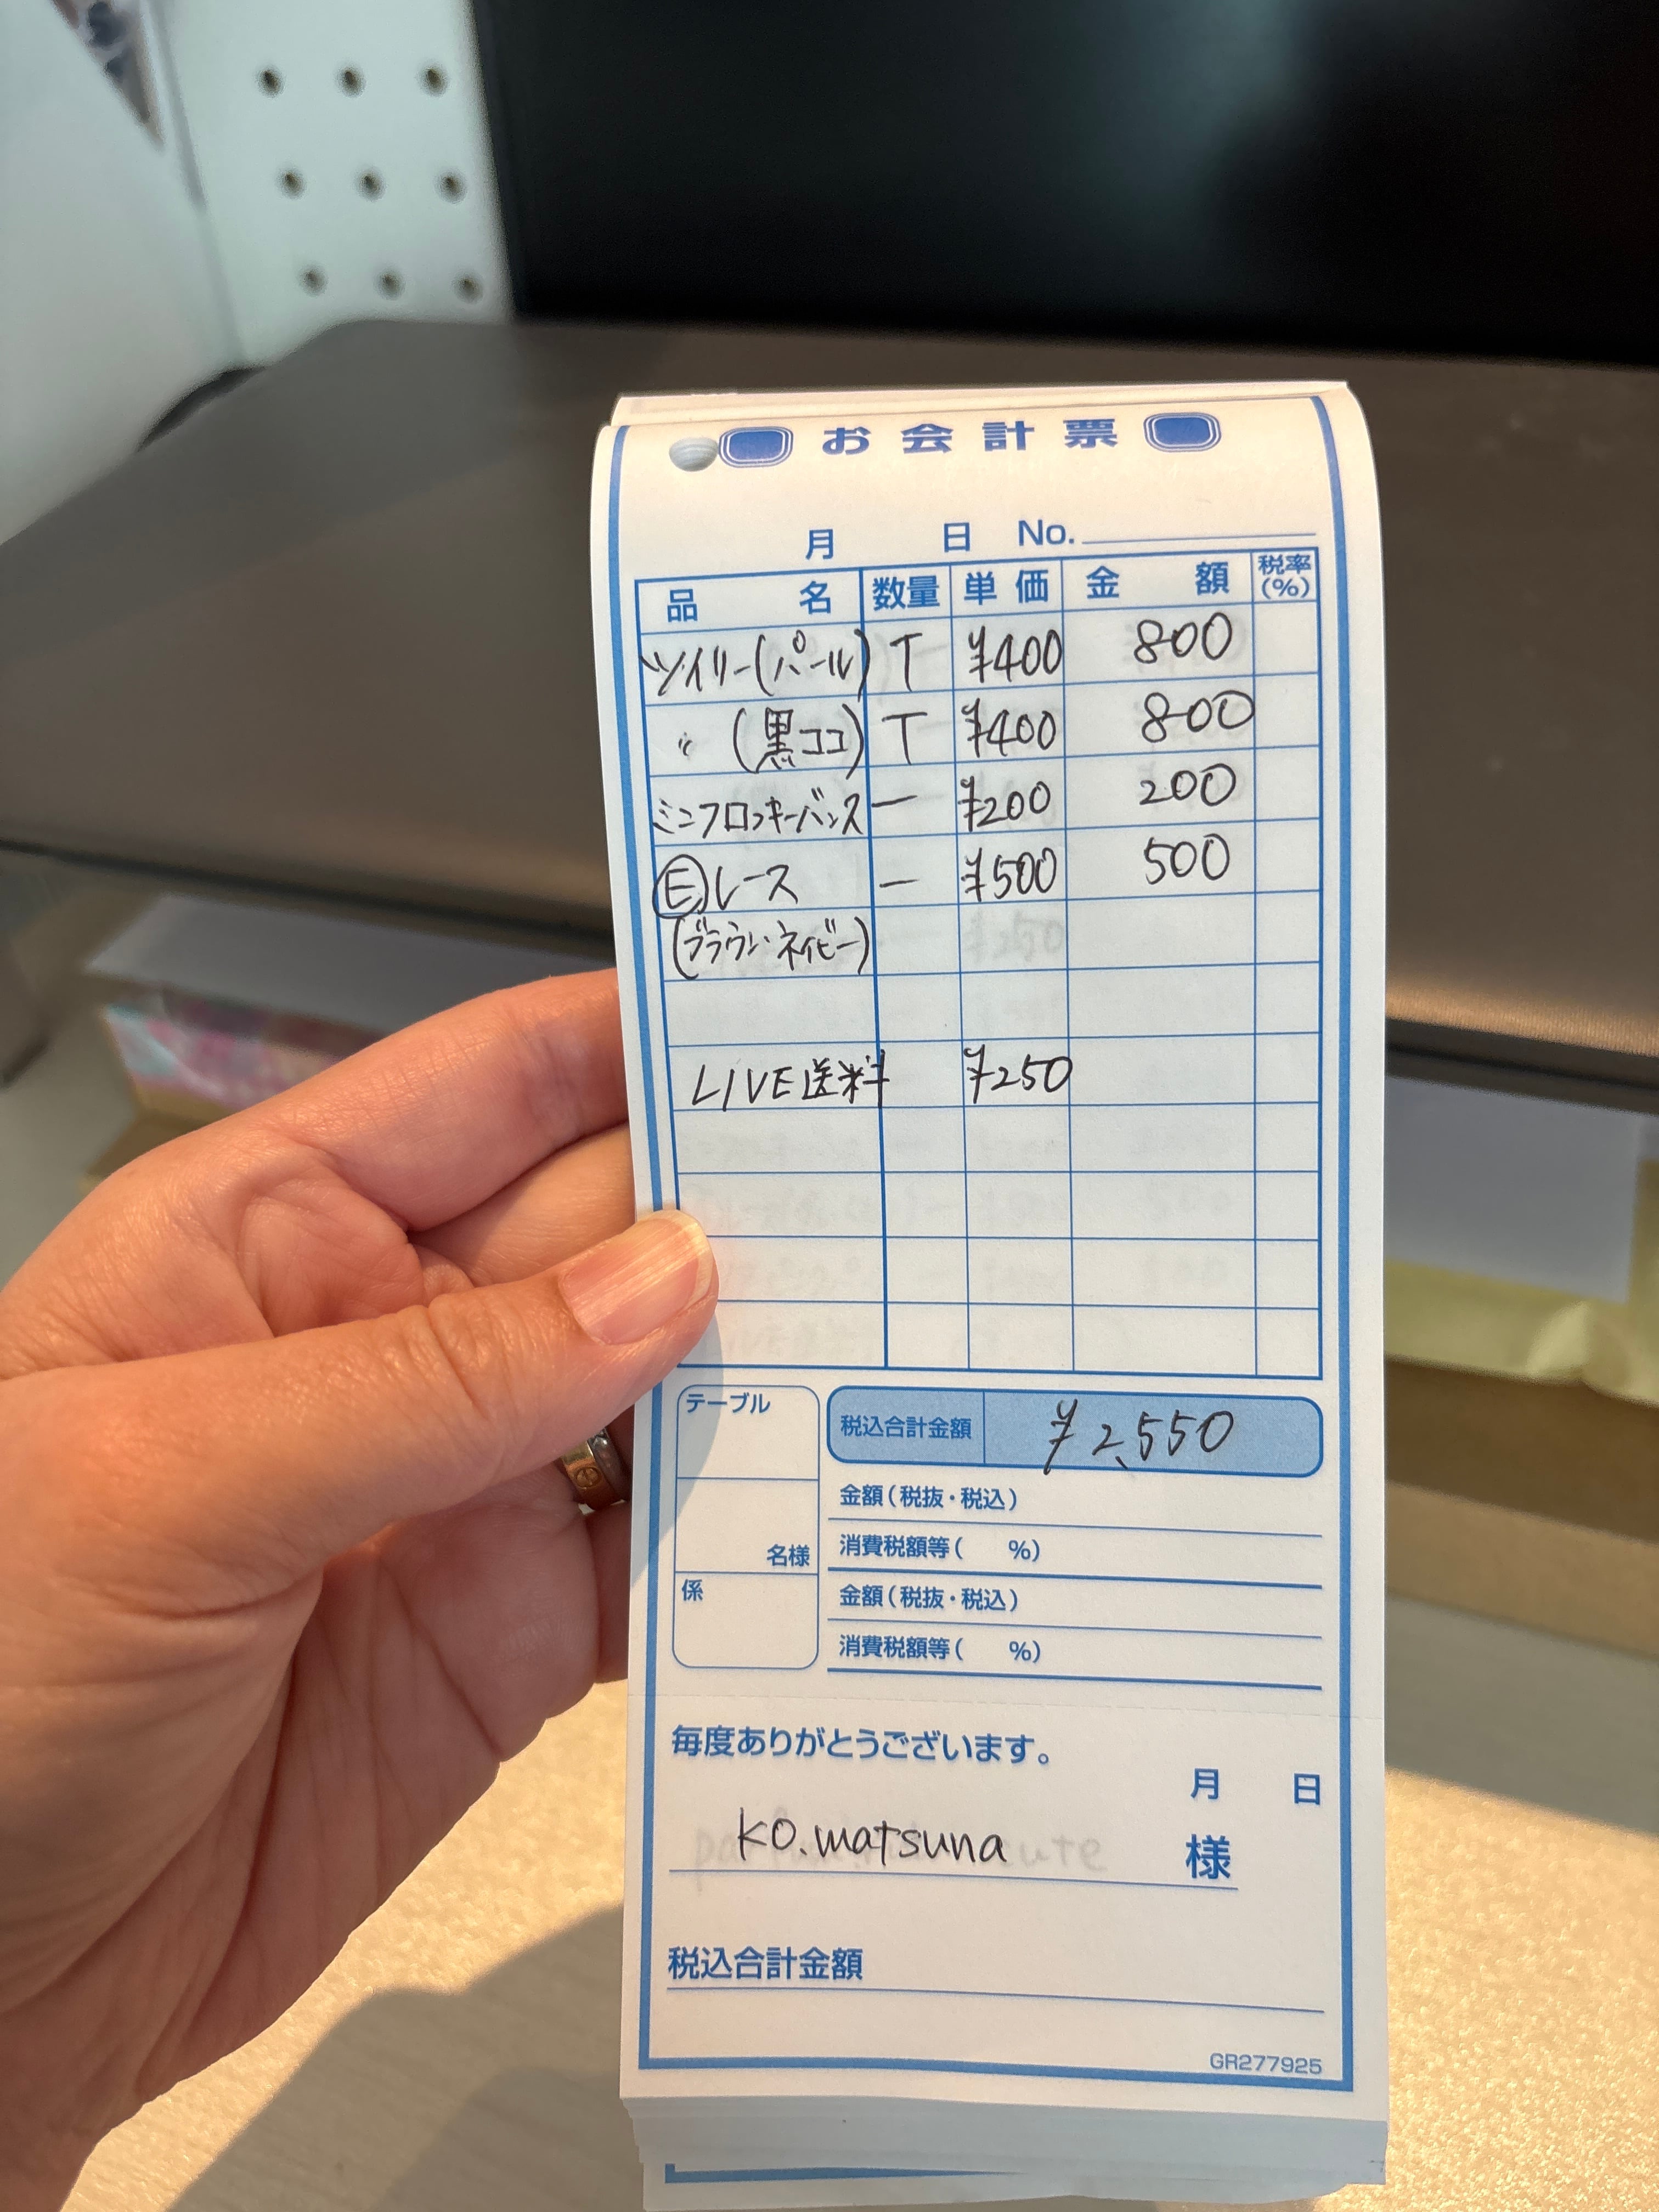 お会計票
月 日 No.
品名 数量 単価 金額 税率(%)
ツイリー(パール) T ¥400 800
〃 (黒ココ) T ¥400 800
ミニフロッキーバンス 一 ¥200 200
Ⓔレース 一 ¥500 500
(ブラウン・ネイビー)
LIVE送料 ¥250
テーブル
税込合計金額 ¥2,550
金額(税抜・税込)
名様
消費税額等( %)
係
金額(税抜・税込)
消費税額等( %)
毎度ありがとうございます。
月 日
KO.matsuna 様
税込合計金額
GR277925